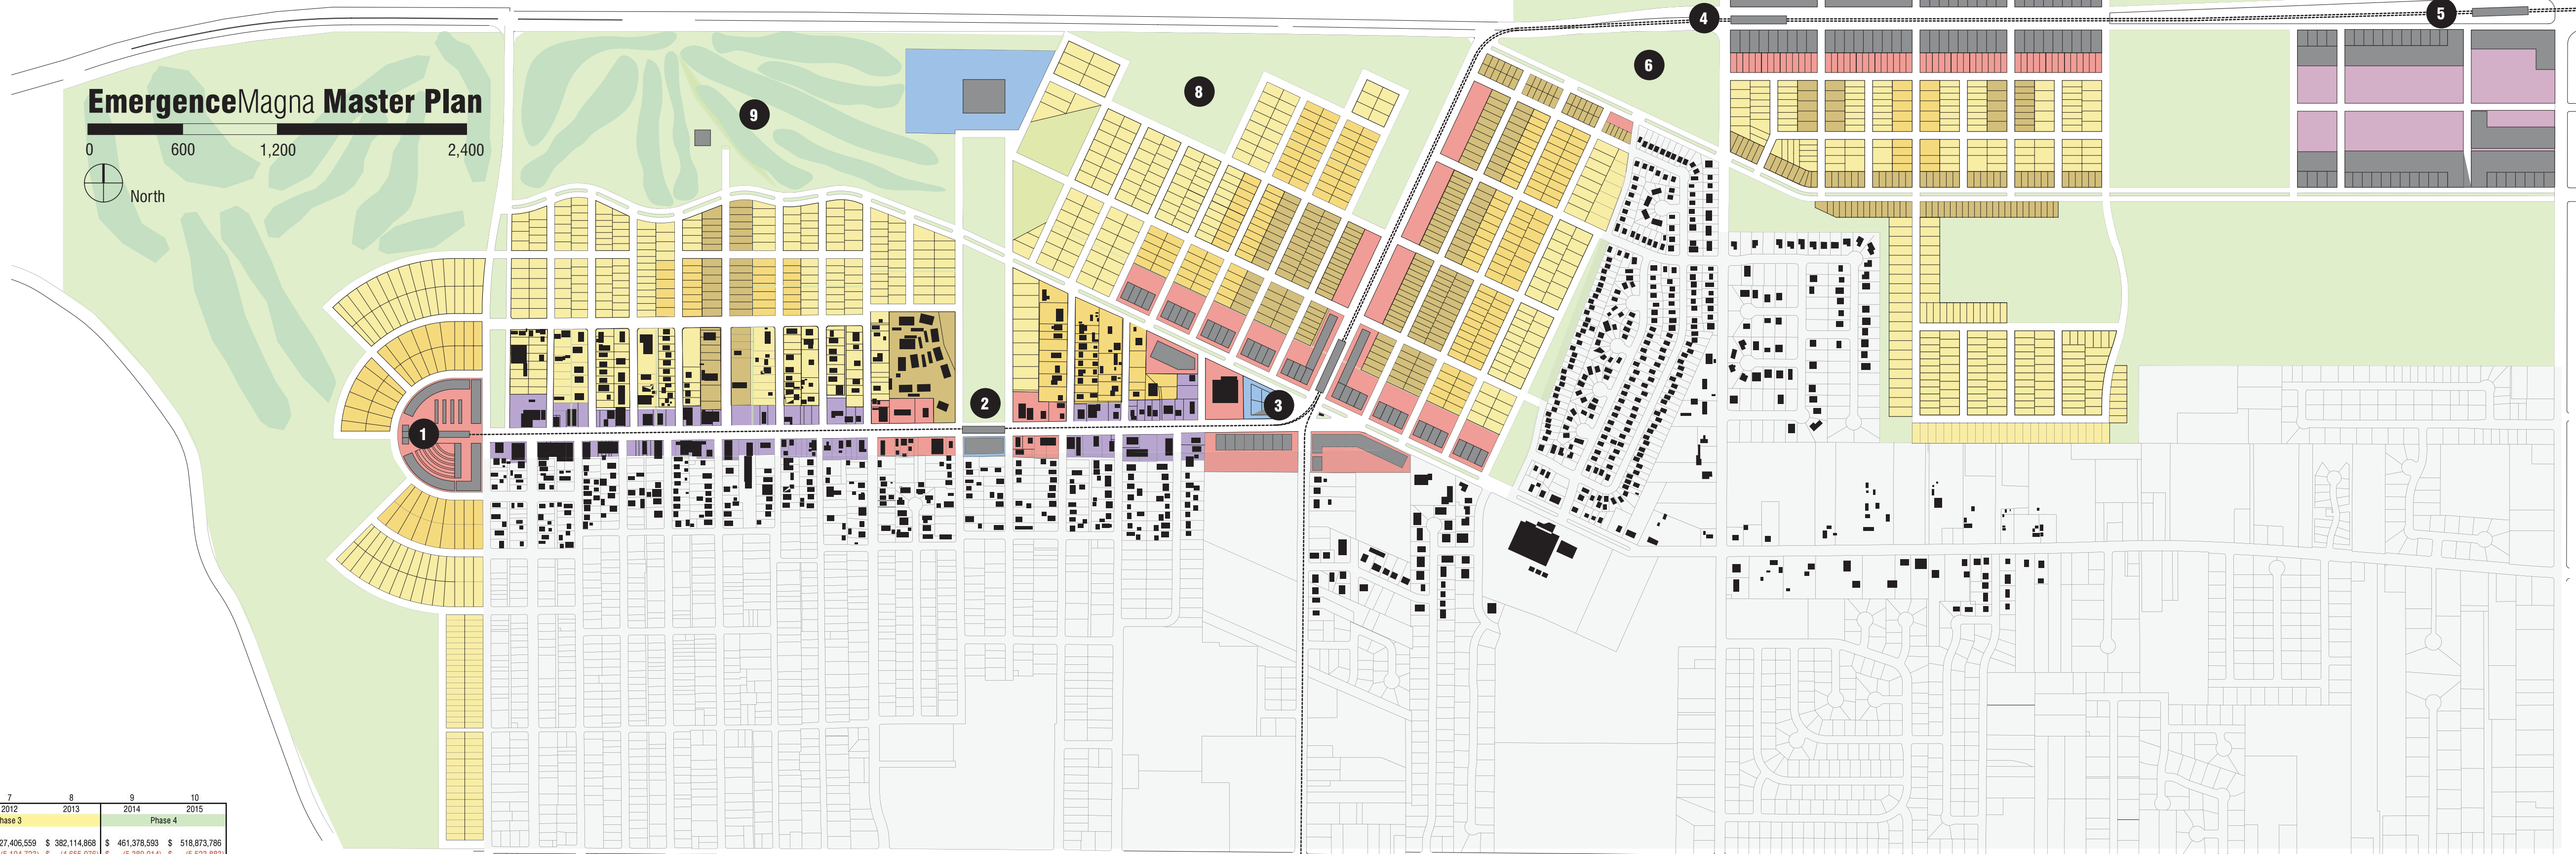 EmergenceMagna Master Plan
0 600 1,200 2,400
North
4
5
6
8
9
2
3
1
7 8 9 10
2012 2013 2014 2015
hase 3 Phase 4
27,406,559 $ 382,114,868 $ 461,378,593 $ 518,873,786